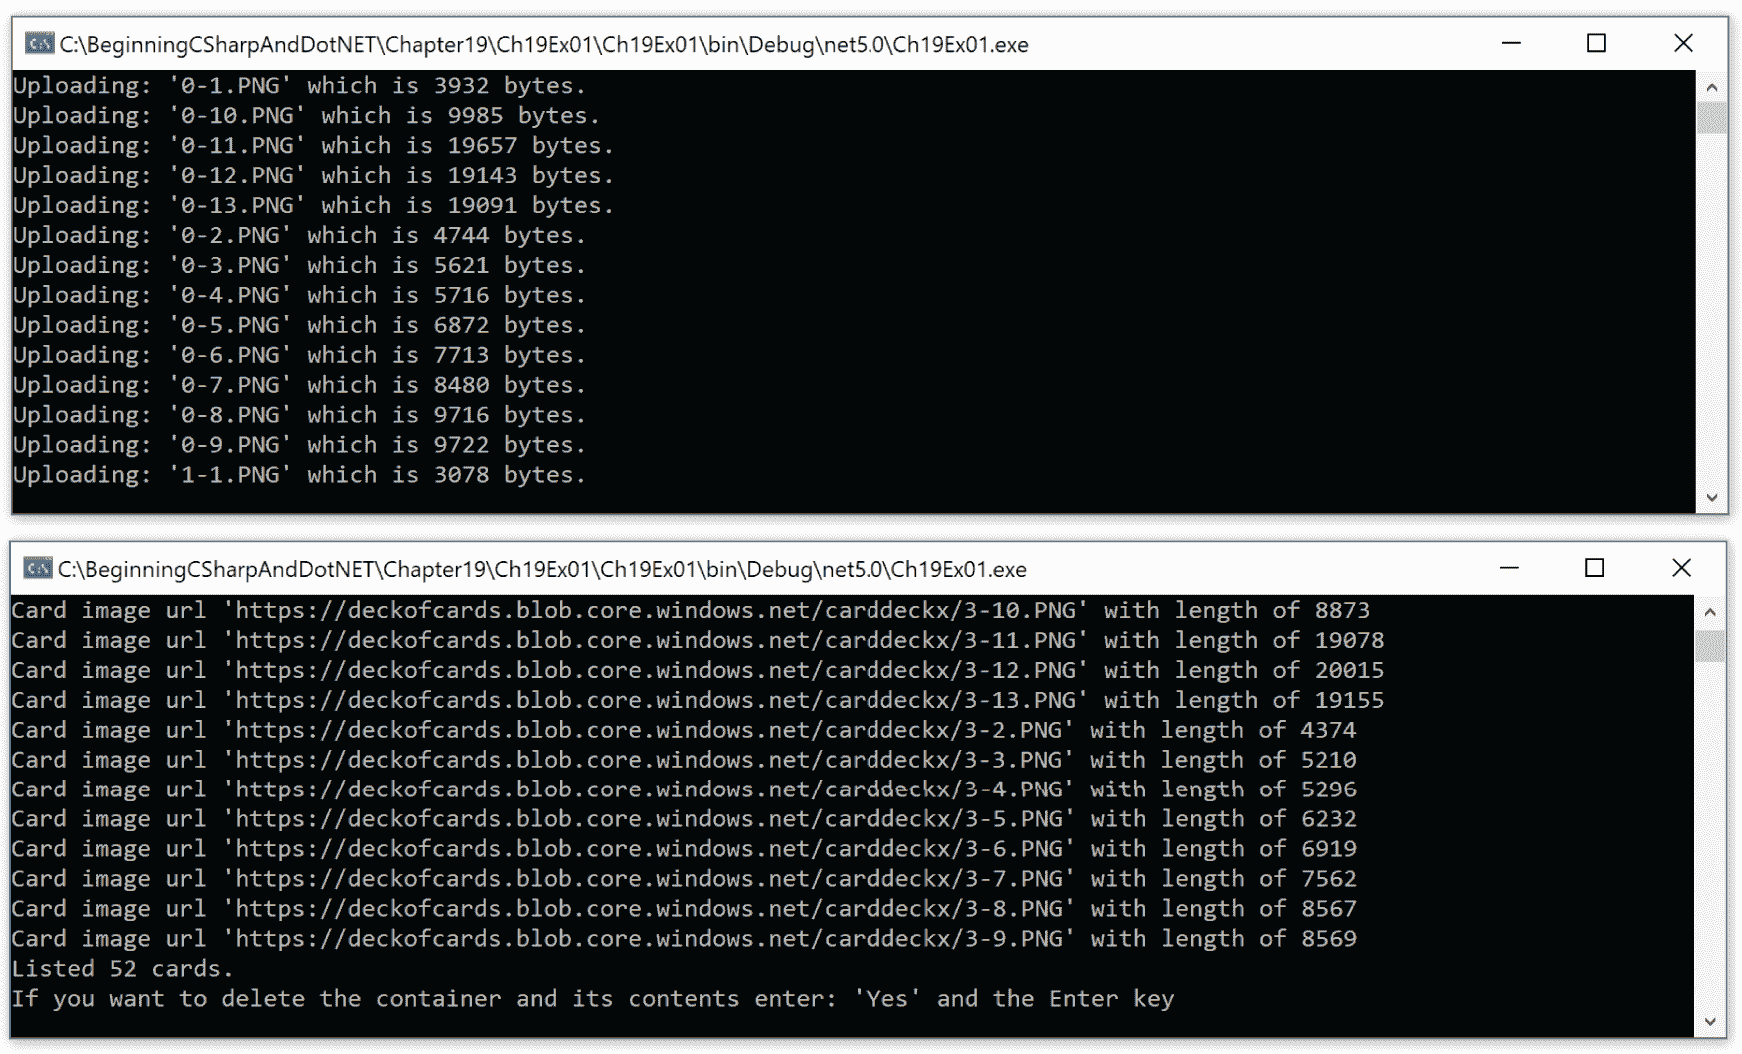 C:\BeginningCSharpAndDotNET\Chapter19\Ch19Ex01\Ch19Ex01\bin\Debug\net5.0\Ch19Ex01.exe
Uploading: '0-1.PNG' which is 3932 bytes.
Uploading: '0-10.PNG' which is 9985 bytes.
Uploading: '0-11.PNG' which is 19657 bytes.
Uploading: '0-12.PNG' which is 19143 bytes.
Uploading: '0-13.PNG' which is 19091 bytes.
Uploading: '0-2.PNG' which is 4744 bytes.
Uploading: '0-3.PNG' which is 5621 bytes.
Uploading: '0-4.PNG' which is 5716 bytes.
Uploading: '0-5.PNG' which is 6872 bytes.
Uploading: '0-6.PNG' which is 7713 bytes.
Uploading: '0-7.PNG' which is 8480 bytes.
Uploading: '0-8.PNG' which is 9716 bytes.
Uploading: '0-9.PNG' which is 9722 bytes.
Uploading: '1-1.PNG' which is 3078 bytes.
C:\BeginningCSharpAndDotNET\Chapter19\Ch19Ex01\Ch19Ex01\bin\Debug\net5.0\Ch19Ex01.exe
Card image url 'https://deckofcards.blob.core.windows.net/carddeckx/3-10.PNG' with length of 8873
Card image url 'https://deckofcards.blob.core.windows.net/carddeckx/3-11.PNG' with length of 19078
Card image url 'https://deckofcards.blob.core.windows.net/carddeckx/3-12.PNG' with length of 20015
Card image url 'https://deckofcards.blob.core.windows.net/carddeckx/3-13.PNG' with length of 19155
Card image url 'https://deckofcards.blob.core.windows.net/carddeckx/3-2.PNG' with length of 4374
Card image url 'https://deckofcards.blob.core.windows.net/carddeckx/3-3.PNG' with length of 5210
Card image url 'https://deckofcards.blob.core.windows.net/carddeckx/3-4.PNG' with length of 5296
Card image url 'https://deckofcards.blob.core.windows.net/carddeckx/3-5.PNG' with length of 6232
Card image url 'https://deckofcards.blob.core.windows.net/carddeckx/3-6.PNG' with length of 6919
Card image url 'https://deckofcards.blob.core.windows.net/carddeckx/3-7.PNG' with length of 7562
Card image url 'https://deckofcards.blob.core.windows.net/carddeckx/3-8.PNG' with length of 8567
Card image url 'https://deckofcards.blob.core.windows.net/carddeckx/3-9.PNG' with length of 8569
Listed 52 cards.
If you want to delete the container and its contents enter: 'Yes' and the Enter key